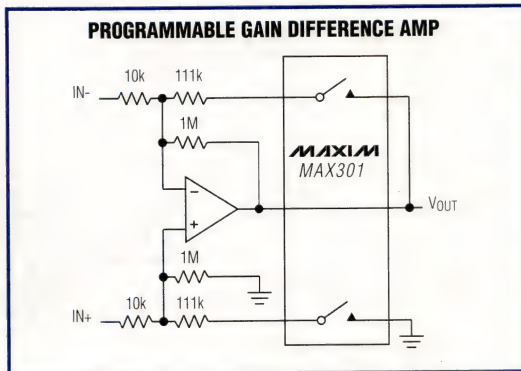 PROGRAMMABLE GAIN DIFFERENCE AMP
10k 111k
IN-
1M
MAXIM
MAX301
VOUT
1M
10k 111k
IN+